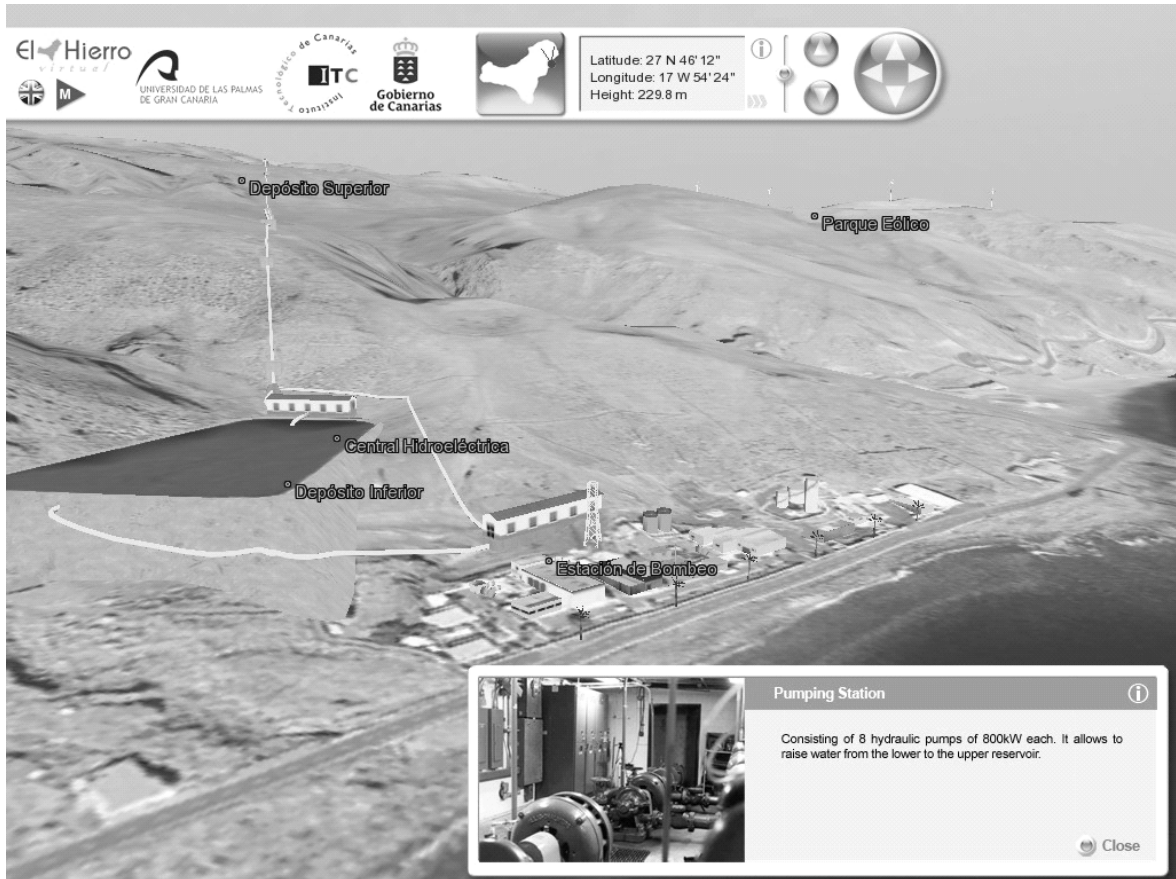 El Hierro
virtual
M
UNIVERSIDAD DE LAS PALMAS
DE GRAN CANARIA
Instituto Tecnológico de Canarias
ITC
Gobierno
de Canarias
Latitude: 27 N 46' 12"
Longitude: 17 W 54' 24"
Height: 229.8 m
Depósito Superior
Parque Eólico
Central Hidroeléctrica
Depósito Inferior
Estación de Bombeo
Pumping Station
Consisting of 8 hydraulic pumps of 800kW each. It allows to
raise water from the lower to the upper reservoir.
Close